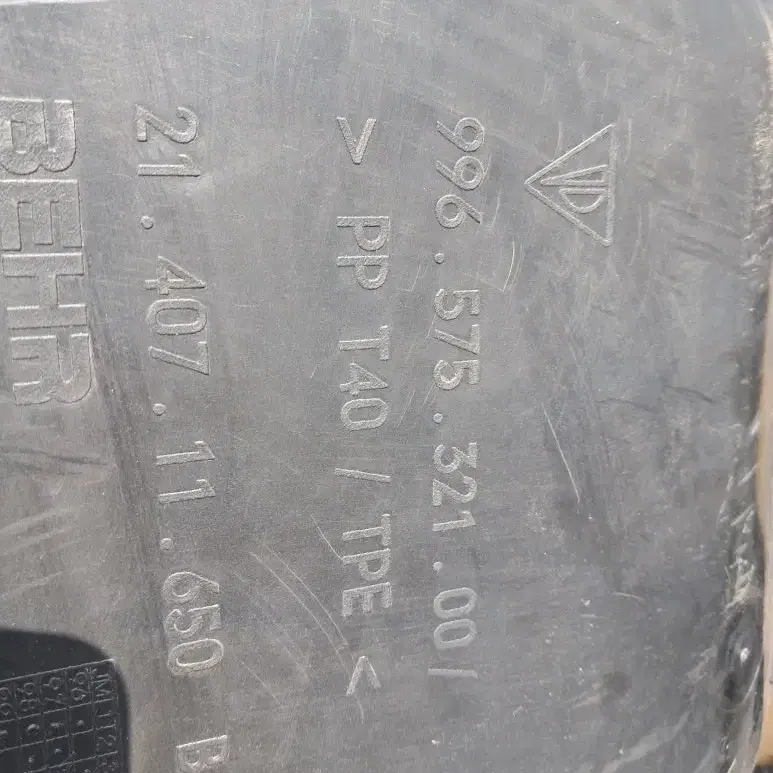 996.575.321.00/
> PP T40 / TPE <
21.407.11.650 B
BEHR